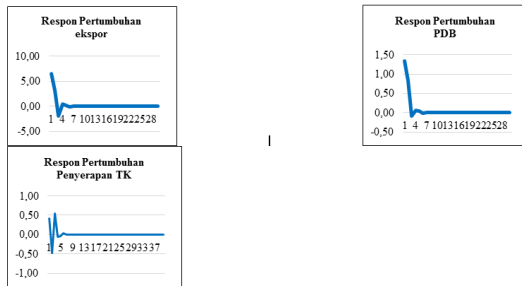 Respon Pertumbuhan
ekspor
10,00
5,00
0,00
1 4 7 10131619222528
-5,00
Respon Pertumbuhan
PDB
1,50
1,00
0,50
0,00
1 4 7 10131619222528
-0,50
Respon Pertumbuhan
Penyerapan TK
1,00
0,50
0,00
1 5 9 13172125293337
-0,50
-1,00